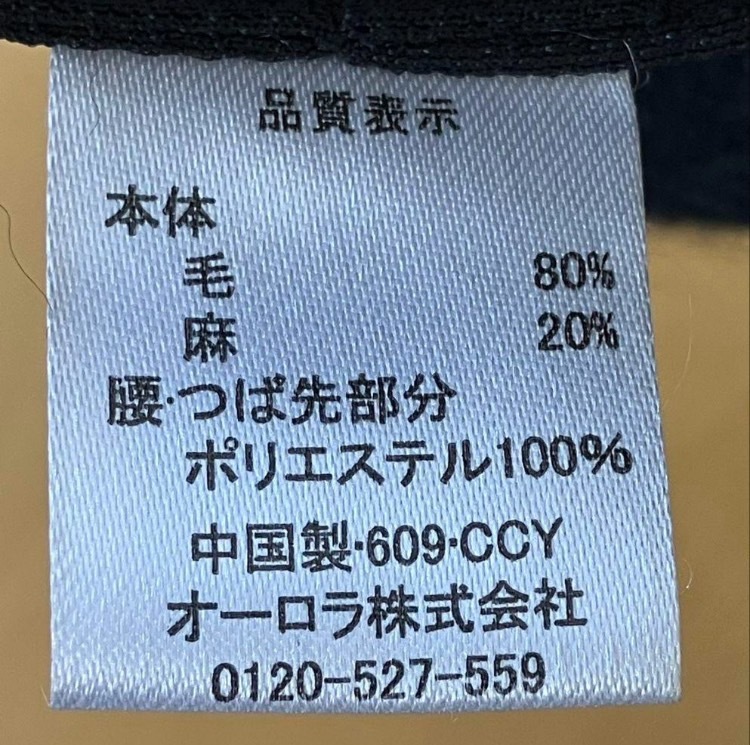 品質表示
本体
毛 80%
麻 20%
腰·つば先部分
ポリエステル100%
中国製·609·CCY
オーロラ株式会社
0120-527-559